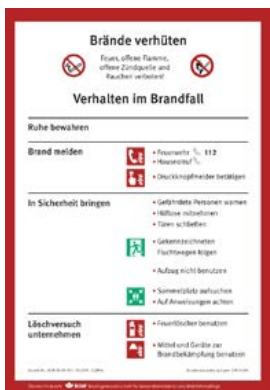 Brände verhüten
Feuer, offene Flamme,
offene Zündquelle und
Rauchen verboten!
Verhalten im Brandfall
Ruhe bewahren
Brand melden
• Feuerwehr 112
• Hausnotruf
• Druckknopfmelder betätigen
In Sicherheit bringen
• Gefährdete Personen warnen
• Hilflose mitnehmen
• Türen schließen
• Gekennzeichneten
Fluchtwegen folgen
• Aufzug nicht benutzen
• Sammelplatz aufsuchen
• Auf Anweisungen achten
Löschversuch
unternehmen
• Feuerlöscher benutzen
• Mittel und Geräte zur
Brandbekämpfung benutzen
BGW